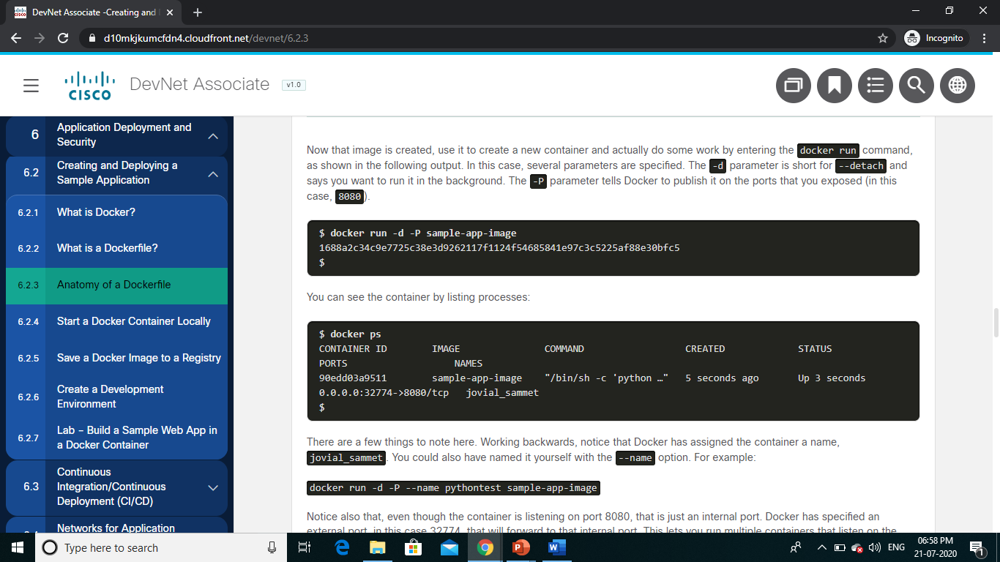 DevNet Associate -Creating and
d10mkjkumcfdn4.cloudfront.net/devnet/6.2.3
Incognito
CISCO
DevNet Associate
v1.0
6
Application Deployment and
Security
6.2
Creating and Deploying a
Sample Application
6.2.1 What is Docker?
6.2.2 What is a Dockerfile?
6.2.3 Anatomy of a Dockerfile
6.2.4 Start a Docker Container Locally
6.2.5 Save a Docker Image to a Registry
6.2.6
Create a Development
Environment
6.2.7
Lab – Build a Sample Web App in
a Docker Container
6.3
Continuous
Integration/Continuous
Deployment (CI/CD)
Networks for Application
Now that image is created, use it to create a new container and actually do some work by entering the docker run command,
as shown in the following output. In this case, several parameters are specified. The -d parameter is short for --detach and
says you want to run it in the background. The -P parameter tells Docker to publish it on the ports that you exposed (in this
case, 8080).
$ docker run -d -P sample-app-image
1688a2c34c9e7725c38e3d9262117f1124f54685841e97c3c5225af88e30bfc5
$
You can see the container by listing processes:
$ docker ps
CONTAINER ID IMAGE COMMAND CREATED STATUS
PORTS NAMES
90edd03a9511 sample-app-image "/bin/sh -c 'python …" 5 seconds ago Up 3 seconds
0.0.0.0:32774->8080/tcp jovial_sammet
$
There are a few things to note here. Working backwards, notice that Docker has assigned the container a name,
jovial_sammet. You could also have named it yourself with the --name option. For example:
docker run -d -P --name pythontest sample-app-image
Notice also that, even though the container is listening on port 8080, that is just an internal port. Docker has specified an
external port, in this case 32774, that will forward to that internal port. This lets you run multiple containers that listen on the
Type here to search
ENG
06:58 PM
21-07-2020
1